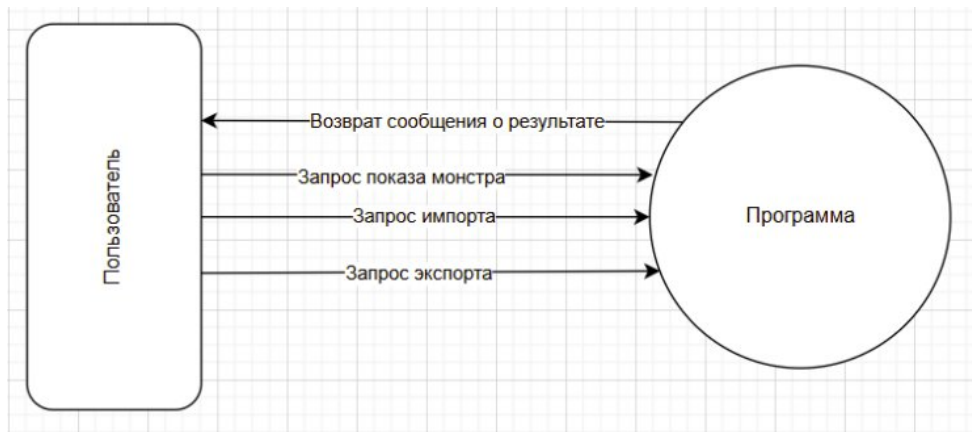 Пользователь
Возврат сообщения о результате
Запрос показа монстра
Запрос импорта
Запрос экспорта
Программа